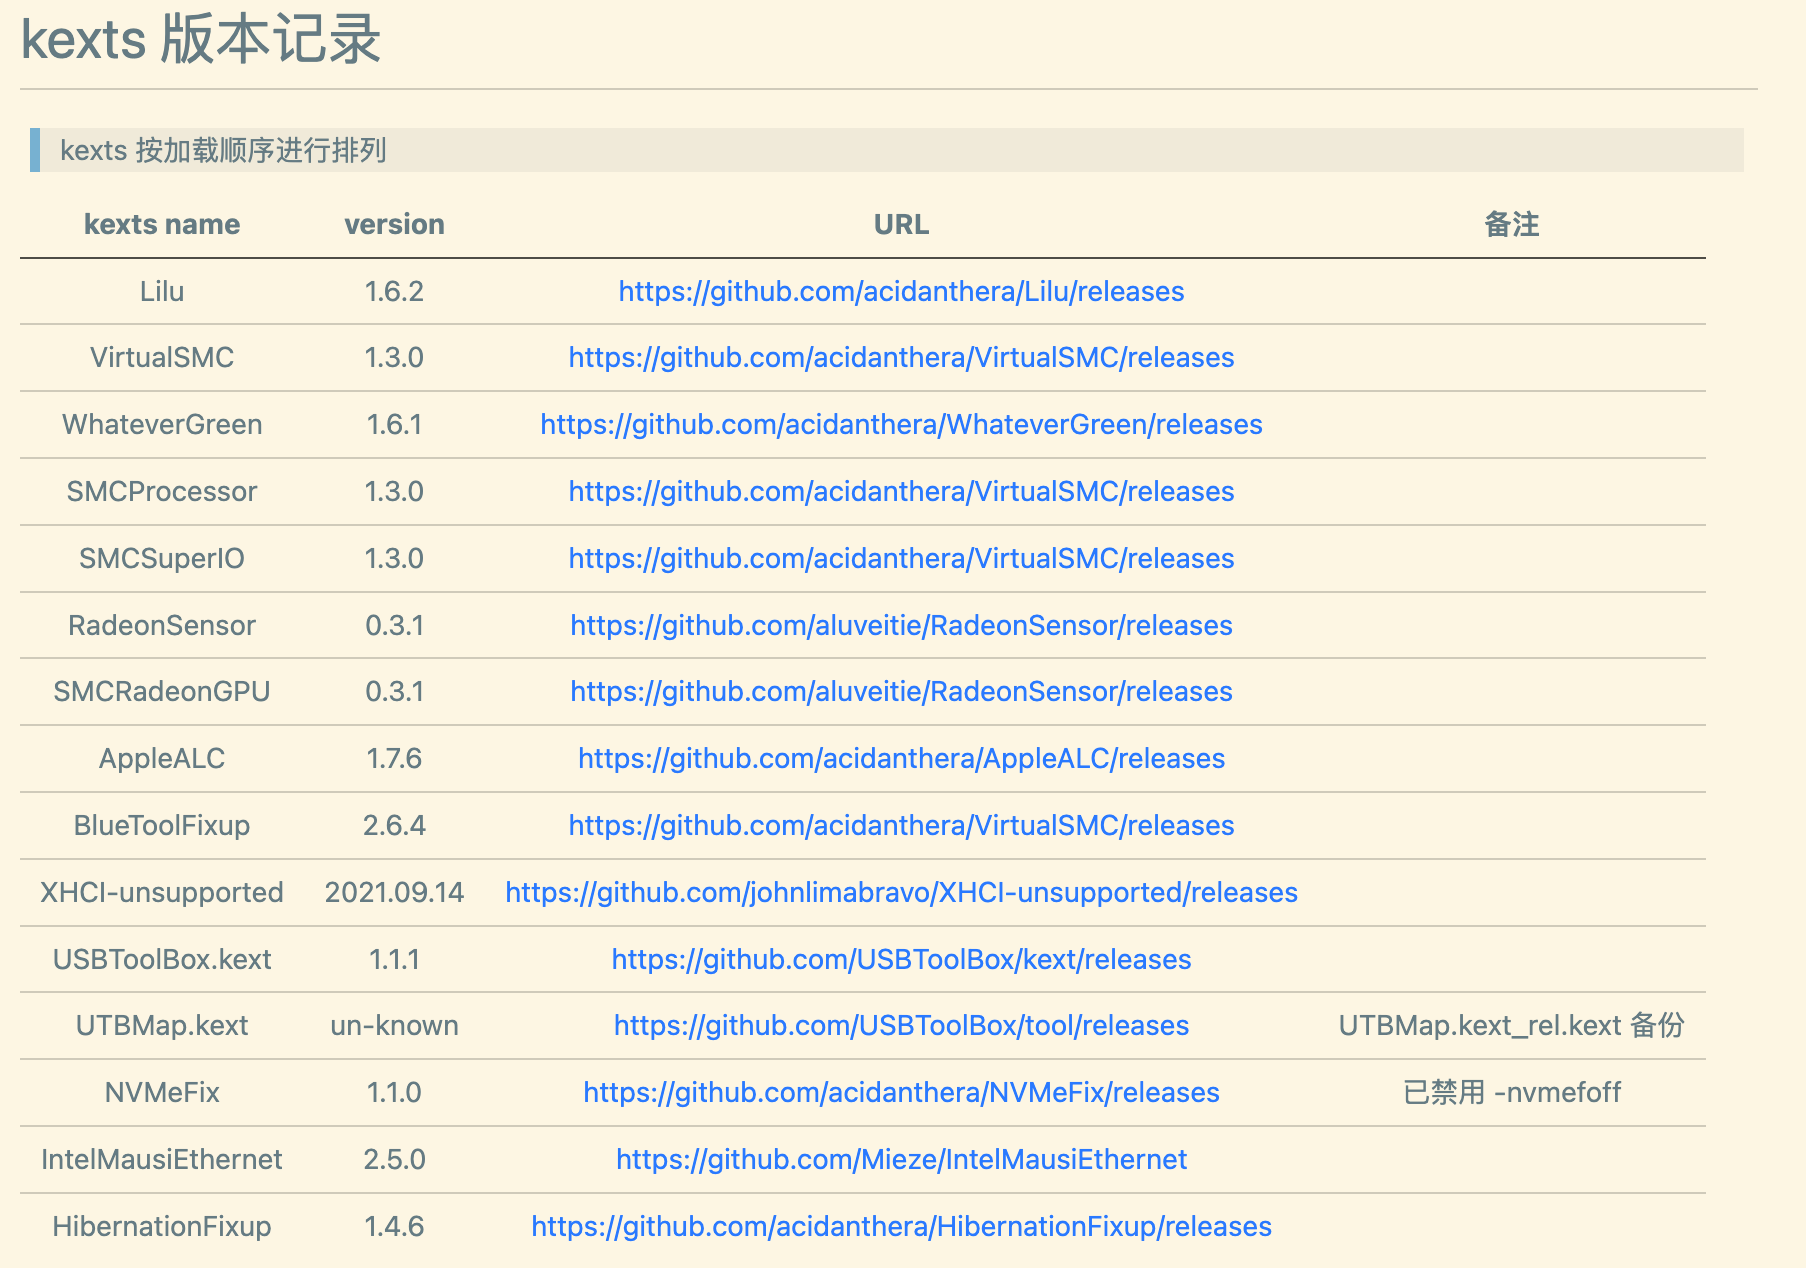 kexts 版本记录
kexts 按加载顺序进行排列
kexts name version URL 备注
Lilu 1.6.2 https://github.com/acidanthera/Lilu/releases
VirtualSMC 1.3.0 https://github.com/acidanthera/VirtualSMC/releases
WhateverGreen 1.6.1 https://github.com/acidanthera/WhateverGreen/releases
SMCProcessor 1.3.0 https://github.com/acidanthera/VirtualSMC/releases
SMCSuperIO 1.3.0 https://github.com/acidanthera/VirtualSMC/releases
RadeonSensor 0.3.1 https://github.com/aluveitie/RadeonSensor/releases
SMCRadeonGPU 0.3.1 https://github.com/aluveitie/RadeonSensor/releases
AppleALC 1.7.6 https://github.com/acidanthera/AppleALC/releases
BlueToolFixup 2.6.4 https://github.com/acidanthera/VirtualSMC/releases
XHCI-unsupported 2021.09.14 https://github.com/johnlimabravo/XHCI-unsupported/releases
USBToolBox.kext 1.1.1 https://github.com/USBToolBox/kext/releases
UTBMap.kext un-known https://github.com/USBToolBox/tool/releases UTBMap.kext_rel.kext 备份
NVMeFix 1.1.0 https://github.com/acidanthera/NVMeFix/releases 已禁用 -nvmefoff
IntelMausiEthernet 2.5.0 https://github.com/Mieze/IntelMausiEthernet
HibernationFixup 1.4.6 https://github.com/acidanthera/HibernationFixup/releases